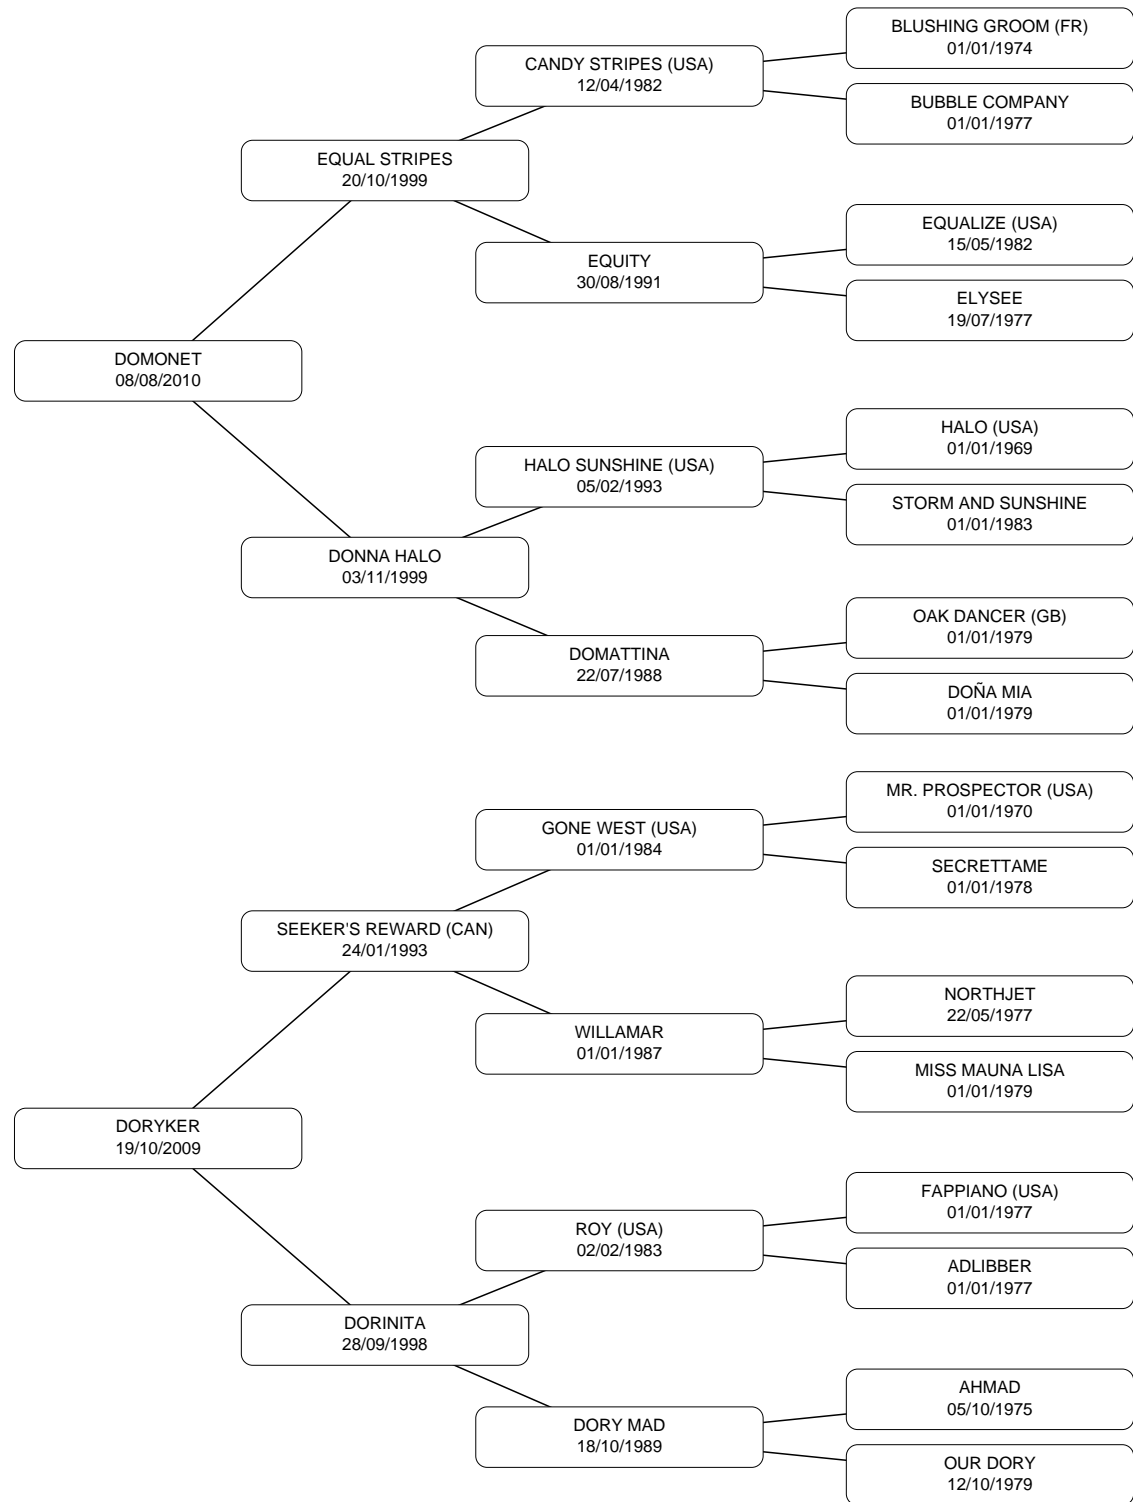 BLUSHING GROOM (FR)
01/01/1974
CANDY STRIPES (USA)
12/04/1982
BUBBLE COMPANY
01/01/1977
EQUAL STRIPES
20/10/1999
EQUALIZE (USA)
15/05/1982
EQUITY
30/08/1991
ELYSEE
19/07/1977
DOMONET
08/08/2010
HALO (USA)
01/01/1969
HALO SUNSHINE (USA)
05/02/1993
STORM AND SUNSHINE
01/01/1983
DONNA HALO
03/11/1999
OAK DANCER (GB)
01/01/1979
DOMATTINA
22/07/1988
DOÑA MIA
01/01/1979
MR. PROSPECTOR (USA)
01/01/1970
GONE WEST (USA)
01/01/1984
SECRETTAME
01/01/1978
SEEKER'S REWARD (CAN)
24/01/1993
NORTHJET
22/05/1977
WILLAMAR
01/01/1987
MISS MAUNA LISA
01/01/1979
DORYKER
19/10/2009
FAPPIANO (USA)
01/01/1977
ROY (USA)
02/02/1983
ADLIBBER
01/01/1977
DORINITA
28/09/1998
AHMAD
05/10/1975
DORY MAD
18/10/1989
OUR DORY
12/10/1979